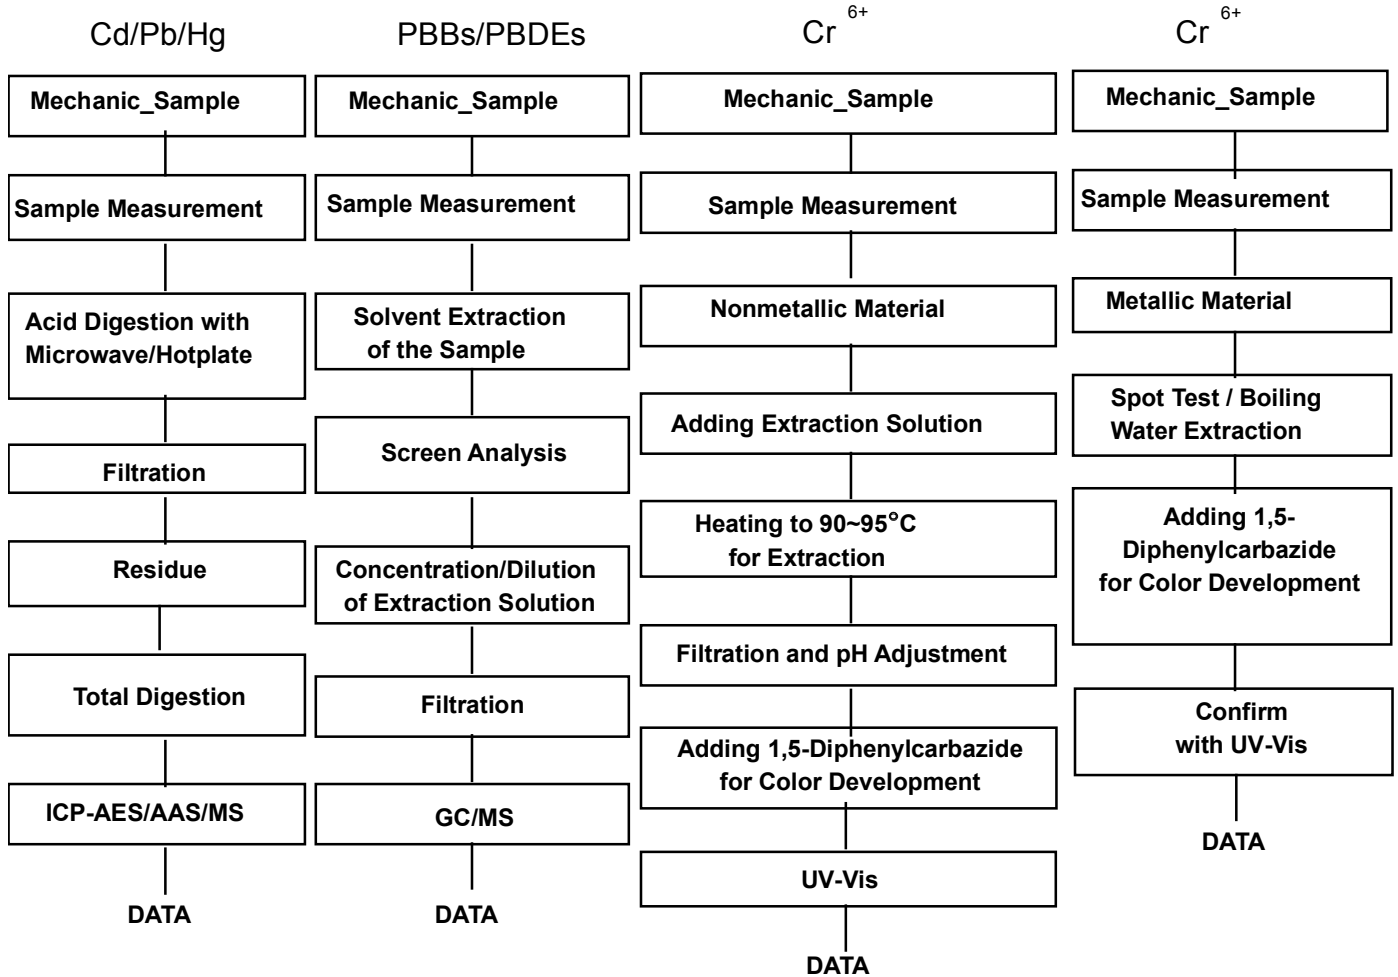 Cd/Pb/Hg
Mechanic_Sample
Sample Measurement
Acid Digestion with
Microwave/Hotplate
Filtration
Residue
Total Digestion
ICP-AES/AAS/MS
DATA
PBBs/PBDEs
Mechanic_Sample
Sample Measurement
Solvent Extraction
of the Sample
Screen Analysis
Concentration/Dilution
of Extraction Solution
Filtration
GC/MS
DATA
Cr 6+
Mechanic_Sample
Sample Measurement
Nonmetallic Material
Adding Extraction Solution
Heating to 90~95°C
for Extraction
Filtration and pH Adjustment
Adding 1,5-Diphenylcarbazide
for Color Development
UV-Vis
DATA
Cr 6+
Mechanic_Sample
Sample Measurement
Metallic Material
Spot Test / Boiling
Water Extraction
Adding 1,5-
Diphenylcarbazide
for Color Development
Confirm
with UV-Vis
DATA